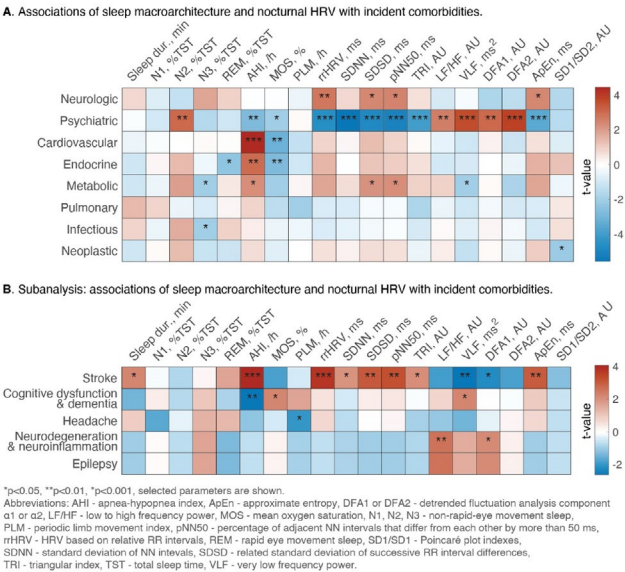 A. Associations of sleep macroarchitecture and nocturnal HRV with incident comorbidities.
Sleep dur., min
N1, %TST
N2, %TST
N3, %TST
REM, %TST
AHI, /h
MOS, %
PLM, /h
rrHRV, ms
SDNN, ms
SDSD, ms
pNN50, ms
TRI, AU
LF/HF, AU
VLF, ms²
DFA1, AU
DFA2, AU
ApEn, ms
SD1/SD2, AU
Neurologic ** * * *
Psychiatric ** ** * *** *** *** *** *** ** *** ** *** ***
Cardiovascular *** **
Endocrine * ** **
Metabolic * * * * *
Pulmonary
Infectious *
Neoplastic *
4
2
0
-2
-4
t-value
B. Subanalysis: associations of sleep macroarchitecture and nocturnal HRV with incident comorbidities.
Sleep dur., min
N1, %TST
N2, %TST
N3, %TST
REM, %TST
AHI, /h
MOS, %
PLM, /h
rrHRV, ms
SDNN, ms
SDSD, ms
pNN50, ms
TRI, AU
LF/HF, AU
VLF, ms²
DFA1, AU
DFA2, AU
ApEn, ms
SD1/SD2, AU
Stroke * *** *** * ** ** * ** * **
Cognitive dysfunction
& dementia ** * *
Headache *
Neurodegeneration
& neuroinflammation ** *
Epilepsy
4
2
0
-2
t-value
*p<0.05, **p<0.01, *p<0.001, selected parameters are shown.
Abbreviations: AHI - apnea-hypopnea index, ApEn - approximate entropy, DFA1 or DFA2 - detrended fluctuation analysis component
α1 or α2, LF/HF - low to high frequency power, MOS - mean oxygen saturation, N1, N2, N3 - non-rapid-eye movement sleep,
PLM - periodic limb movement index, pNN50 - percentage of adjacent NN intervals that differ from each other by more than 50 ms,
rrHRV - HRV based on relative RR intervals, REM - rapid eye movement sleep, SD1/SD1 - Poincaré plot indexes,
SDNN - standard deviation of NN intevals, SDSD - related standard deviation of successive RR interval differences,
TRI - triangular index, TST - total sleep time, VLF - very low frequency power.